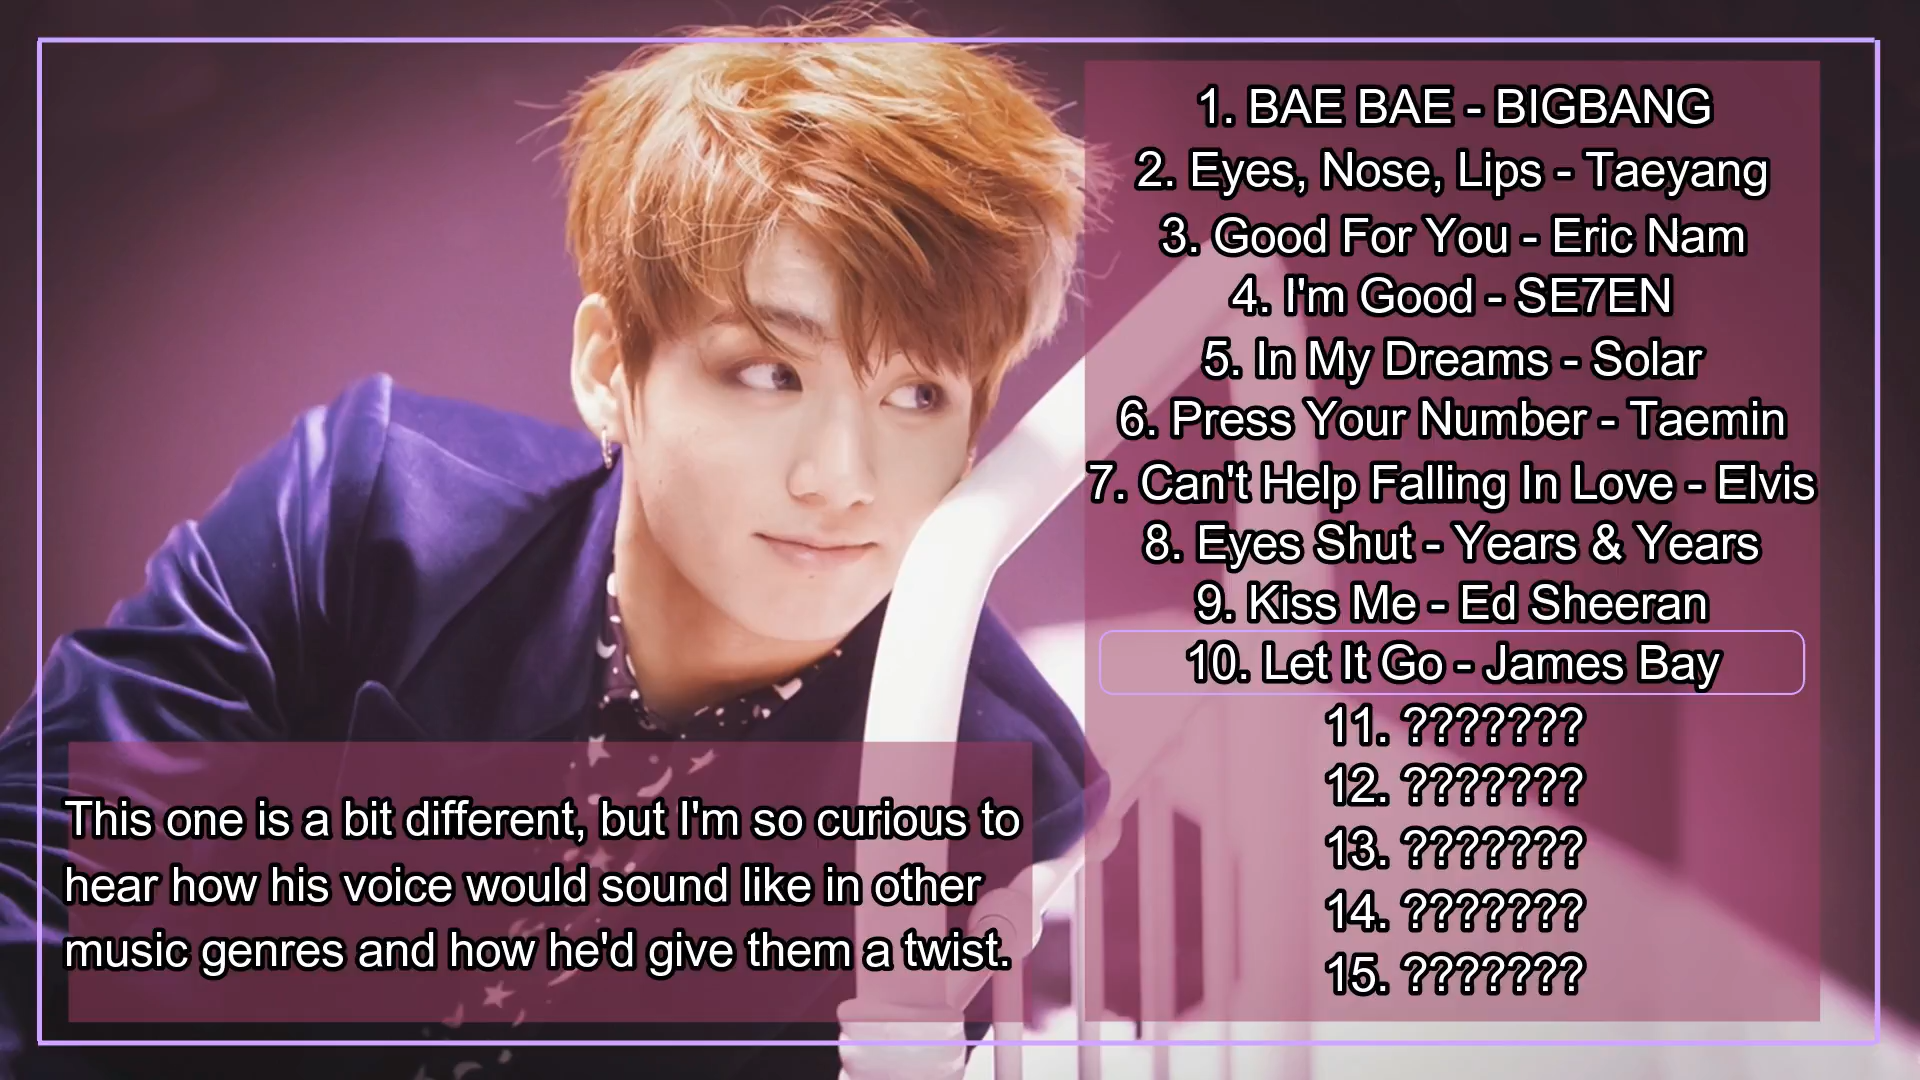 1. BAE BAE - BIGBANG
2. Eyes, Nose, Lips - Taeyang
3. Good For You - Eric Nam
4. I'm Good - SE7EN
5. In My Dreams - Solar
6. Press Your Number - Taemin
7. Can't Help Falling In Love - Elvis
8. Eyes Shut - Years & Years
9. Kiss Me - Ed Sheeran
10. Let It Go - James Bay
11. ???????
12. ???????
13. ???????
14. ???????
15. ???????
This one is a bit different, but I'm so curious to
hear how his voice would sound like in other
music genres and how he'd give them a twist.